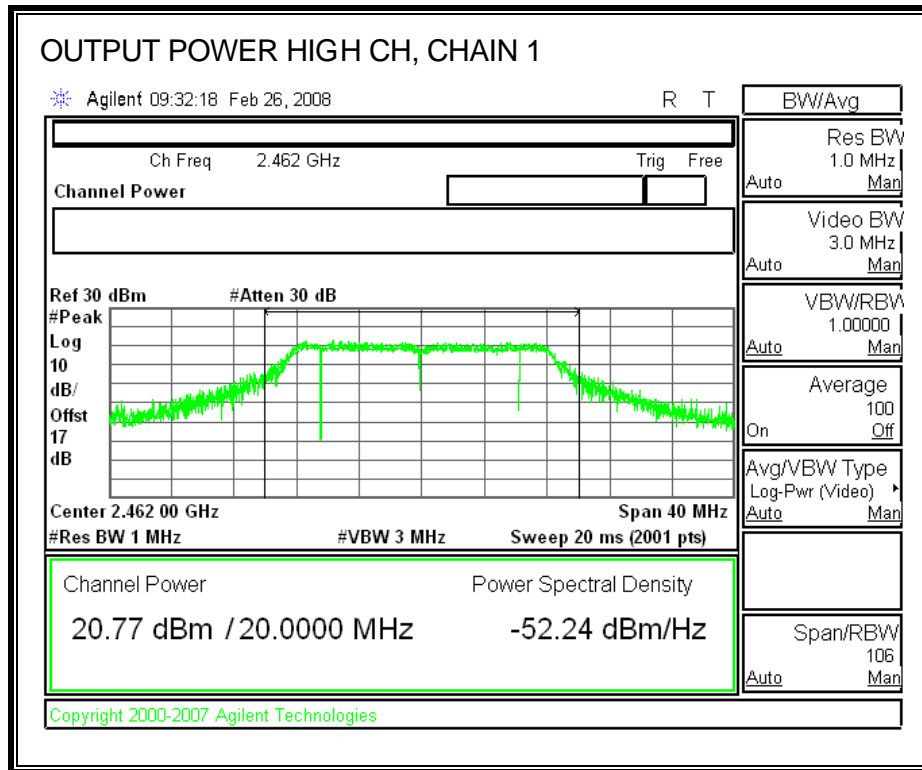 OUTPUT POWER HIGH CH, CHAIN 1
Agilent 09:32:18 Feb 26, 2008 R T
Ch Freq 2.462 GHz Trig Free
Channel Power
Ref 30 dBm #Atten 30 dB
#Peak
Log
10
dB/
Offst
17
dB
Center 2.462 00 GHz Span 40 MHz
#Res BW 1 MHz #VBW 3 MHz Sweep 20 ms (2001 pts)
Channel Power Power Spectral Density
20.77 dBm / 20.0000 MHz -52.24 dBm/Hz
Copyright 2000-2007 Agilent Technologies
BW/Avg
Res BW
1.0 MHz
Auto Man
Video BW
3.0 MHz
Auto Man
VBW/RBW
1.00000
Auto Man
Average
100
On Off
Avg/VBW Type
Log-Pwr (Video)
Auto Man
Span/RBW
106
Auto Man